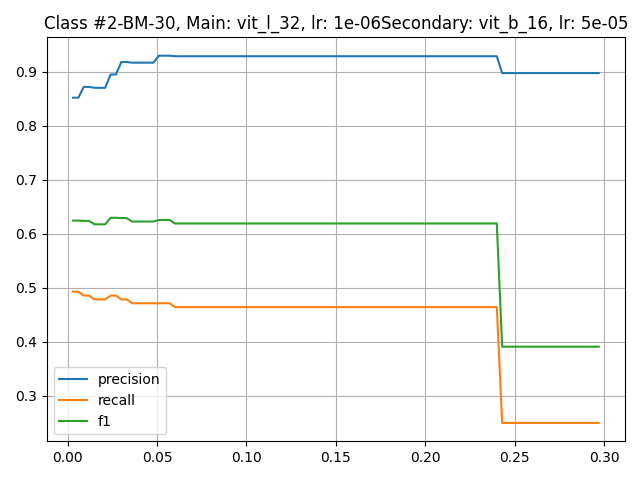 Class #2-BM-30, Main: vit_l_32, lr: 1e-06Secondary: vit_b_16, lr: 5e-05
0.9
0.8
0.7
0.6
0.5
0.4
0.3
precision
recall
f1
0.00 0.05 0.10 0.15 0.20 0.25 0.30